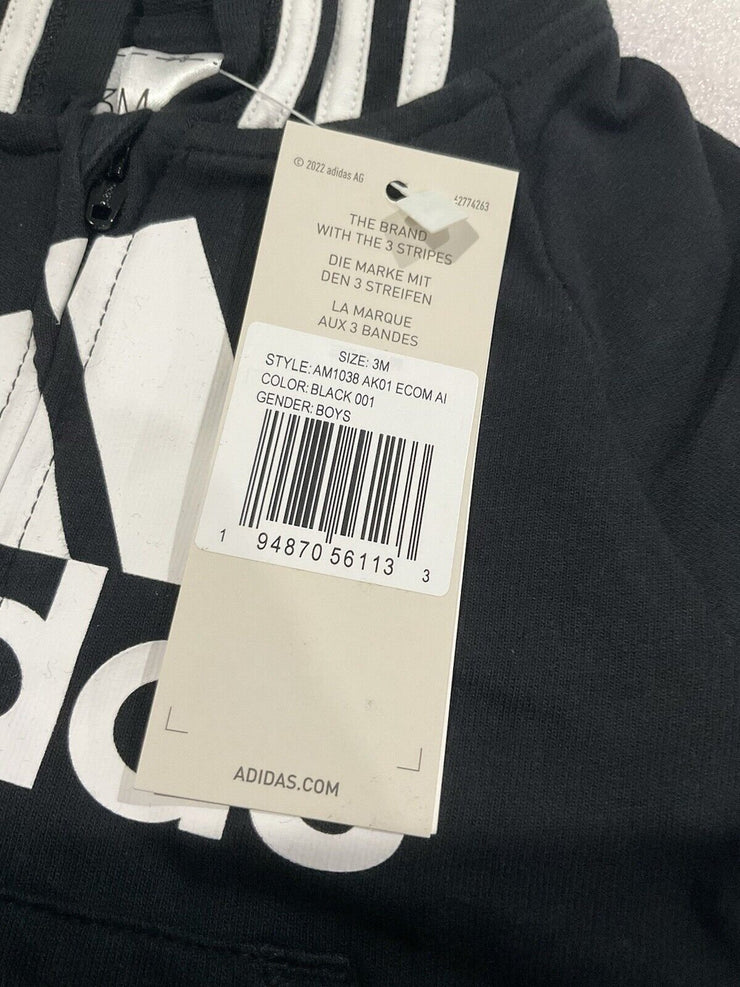 3M
© 2022 adidas AG
42774263
THE BRAND
WITH THE 3 STRIPES
DIE MARKE MIT
DEN 3 STREIFEN
LA MARQUE
AUX 3 BANDES
SIZE: 3M
STYLE: AM1038 AK01 ECOM AI
COLOR: BLACK 001
GENDER: BOYS
1 94870 56113 3
ADIDAS.COM